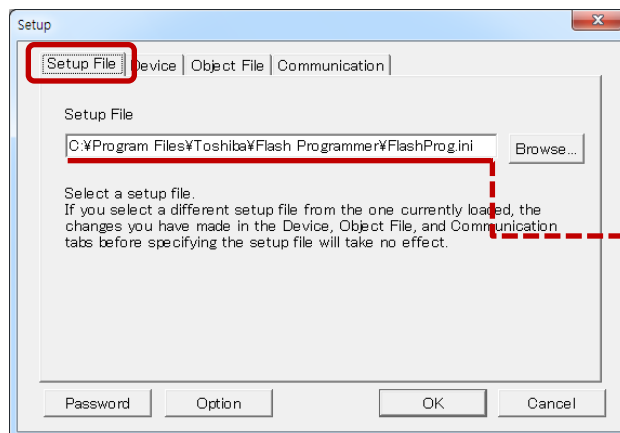 Setup
Setup File Device Object File Communication
Setup File
C:¥Program Files¥Toshiba¥Flash Programmer¥FlashProg.ini Browse...
Select a setup file.
If you select a different setup file from the one currently loaded, the
changes you have made in the Device, Object File, and Communication
tabs before specifying the setup file will take no effect.
Password Option OK Cancel